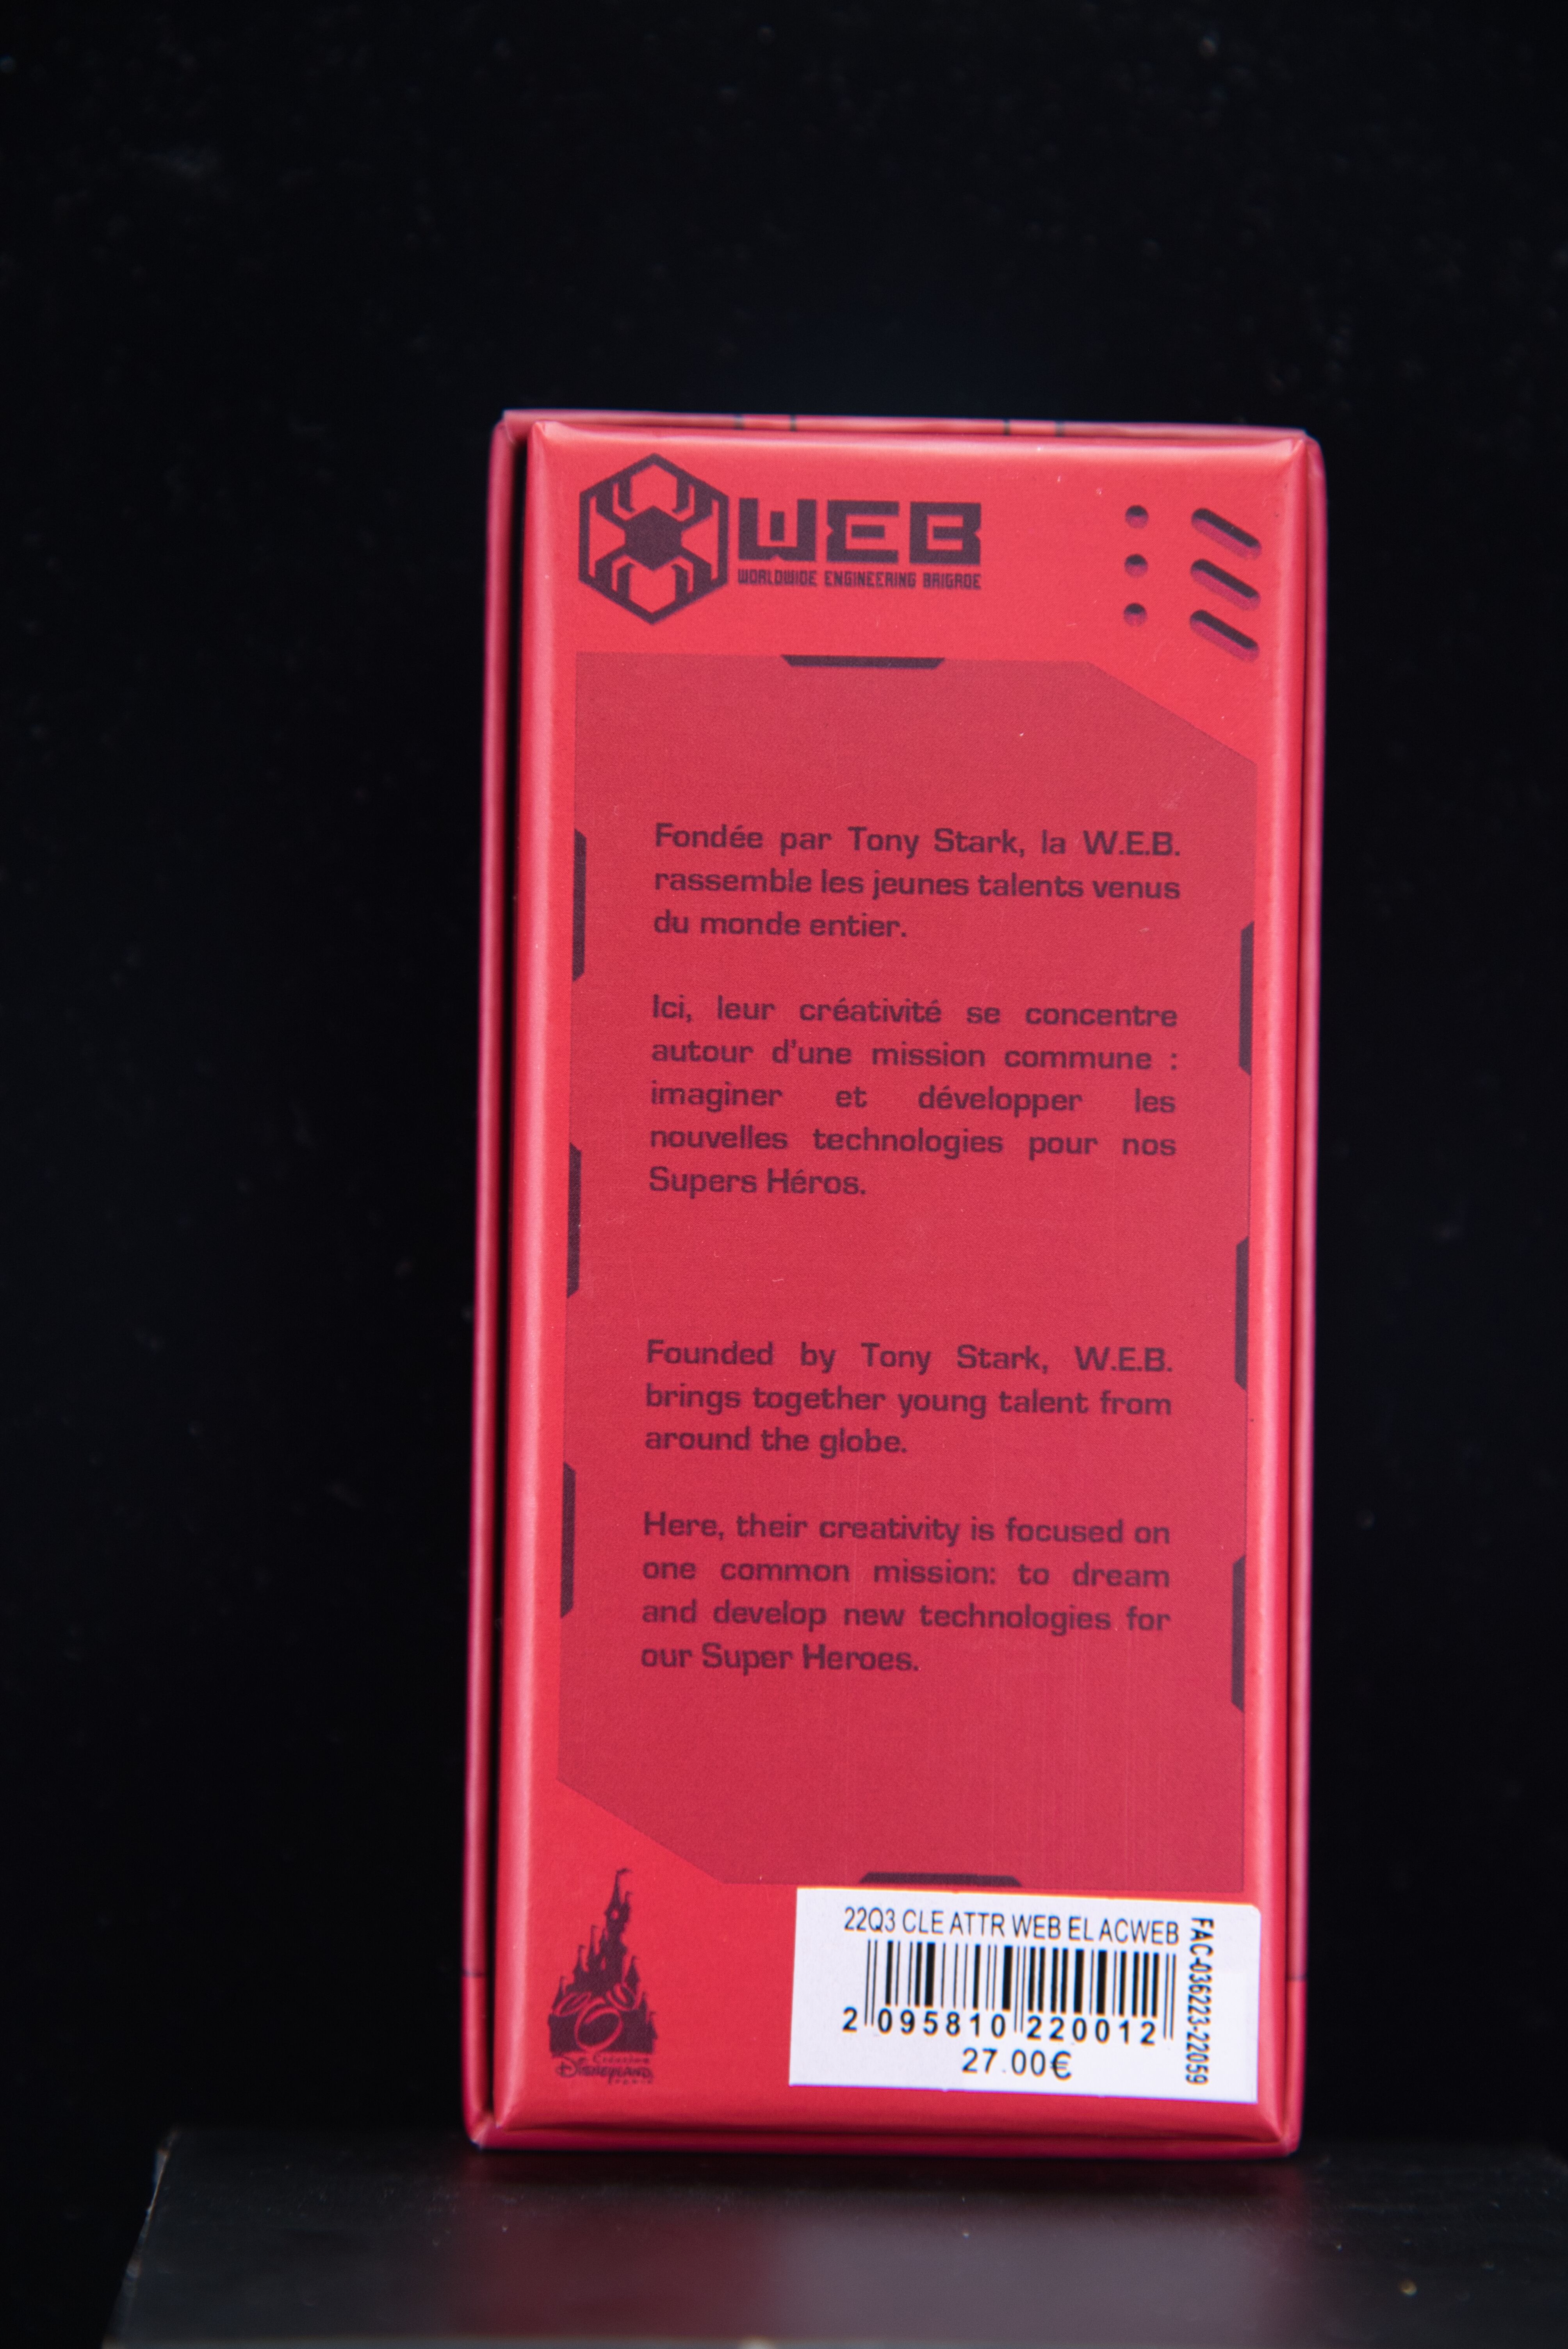 WEB
WORLDWIDE ENGINEERING BRIGADE
Fondée par Tony Stark, la W.E.B.
rassemble les jeunes talents venus
du monde entier.
Ici, leur créativité se concentre
autour d'une mission commune :
imaginer et développer les
nouvelles technologies pour nos
Supers Héros.
Founded by Tony Stark, W.E.B.
brings together young talent from
around the globe.
Here, their creativity is focused on
one common mission: to dream
and develop new technologies for
our Super Heroes.
Création
DISNEYLAND
PARIS
22Q3 CLE ATTR WEB EL ACWEB
2 095810 220012
27.00€
FAC-036223-22059